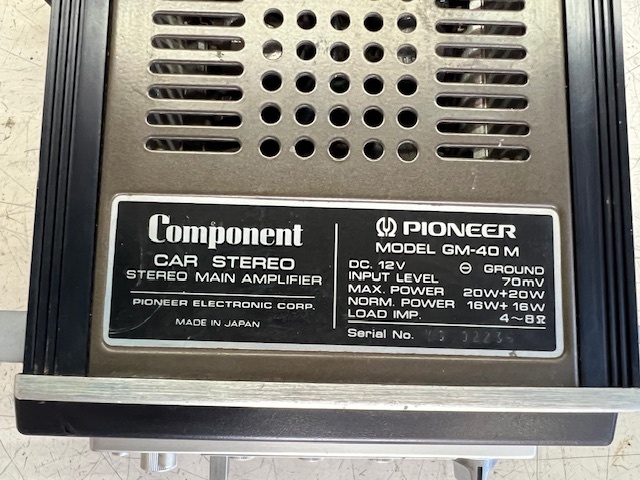 Component
CAR STEREO
STEREO MAIN AMPLIFIER
PIONEER ELECTRONIC CORP.
MADE IN JAPAN
PIONEER
MODEL GM-40 M
DC. 12V ⊖ GROUND
INPUT LEVEL 70mV
MAX. POWER 20W+20W
NORM. POWER 16W+16W
LOAD IMP. 4~8Ω
Serial No.